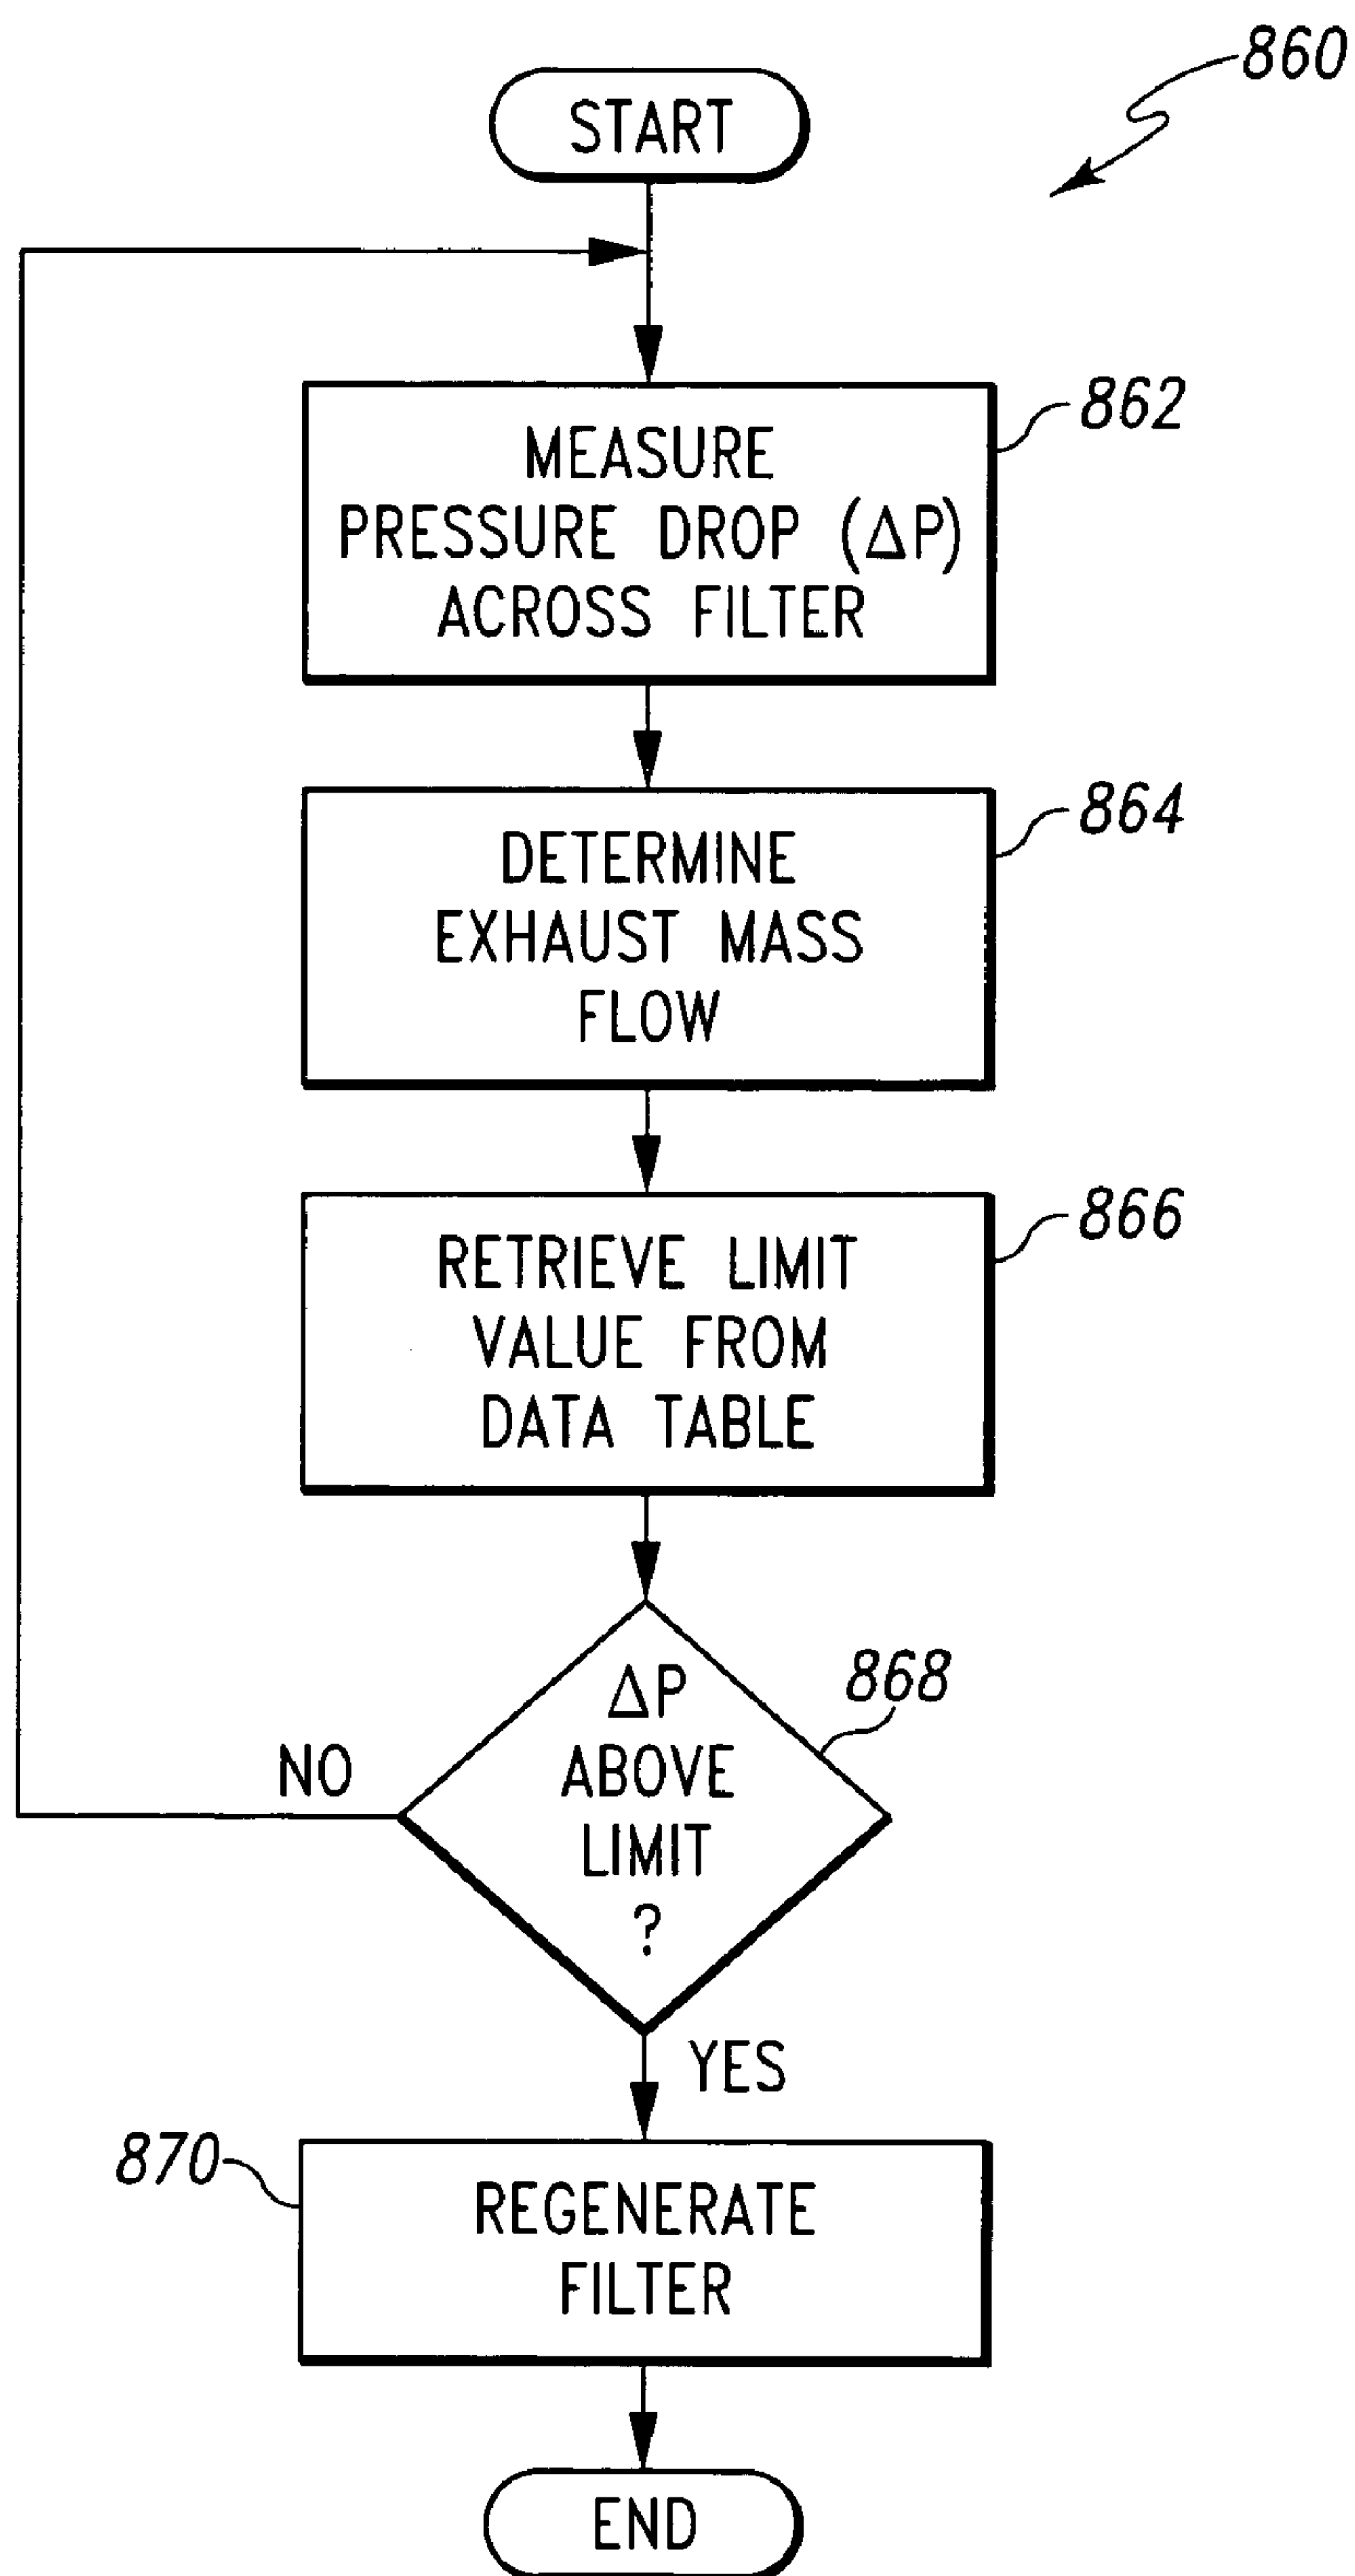 860
START
862
MEASURE
PRESSURE DROP (ΔP)
ACROSS FILTER
864
DETERMINE
EXHAUST MASS
FLOW
866
RETRIEVE LIMIT
VALUE FROM
DATA TABLE
868
ΔP
ABOVE
LIMIT
?
NO
YES
870
REGENERATE
FILTER
END